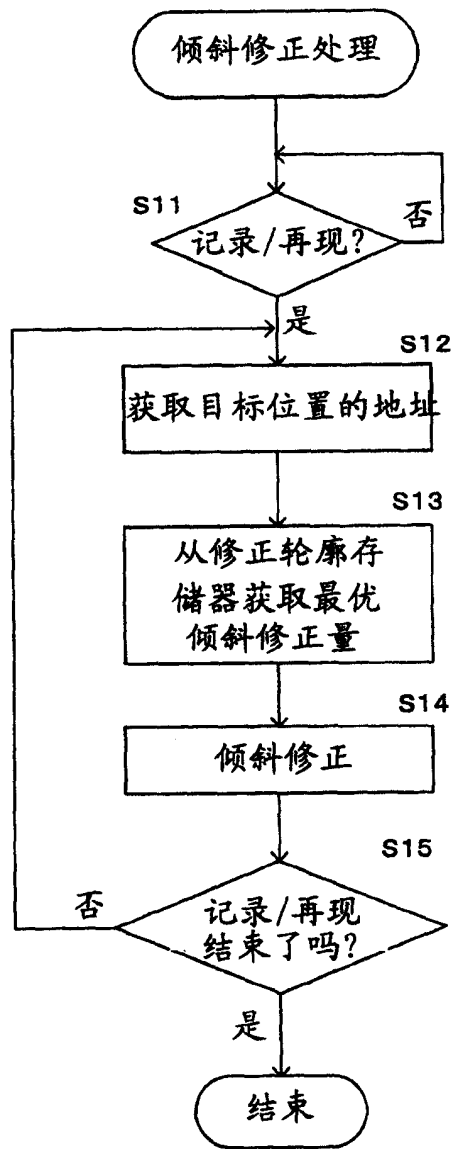 倾斜修正处理
S11
否
记录/再现?
是
S12
获取目标位置的地址
S13
从修正轮廓存
储器获取最优
倾斜修正量
S14
倾斜修正
S15
否
记录/再现
结束了吗?
是
结束